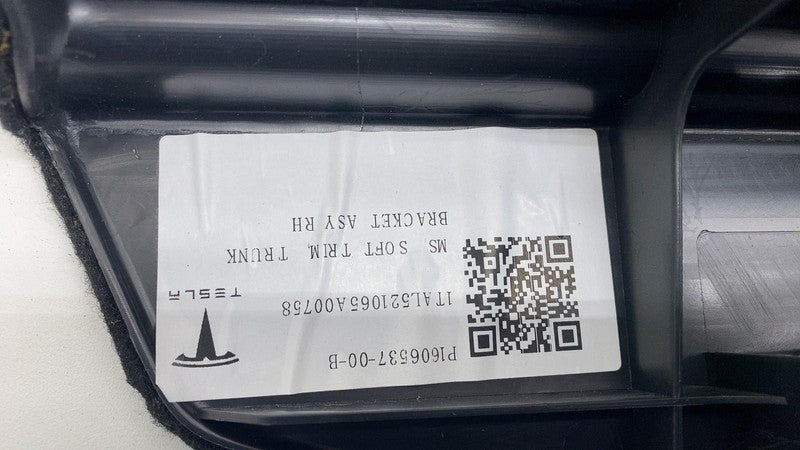 P1606537-00-B
1TAL521065A00758
TESLA
MS SOFT TRIM, TRUNK
BRACKET ASY RH